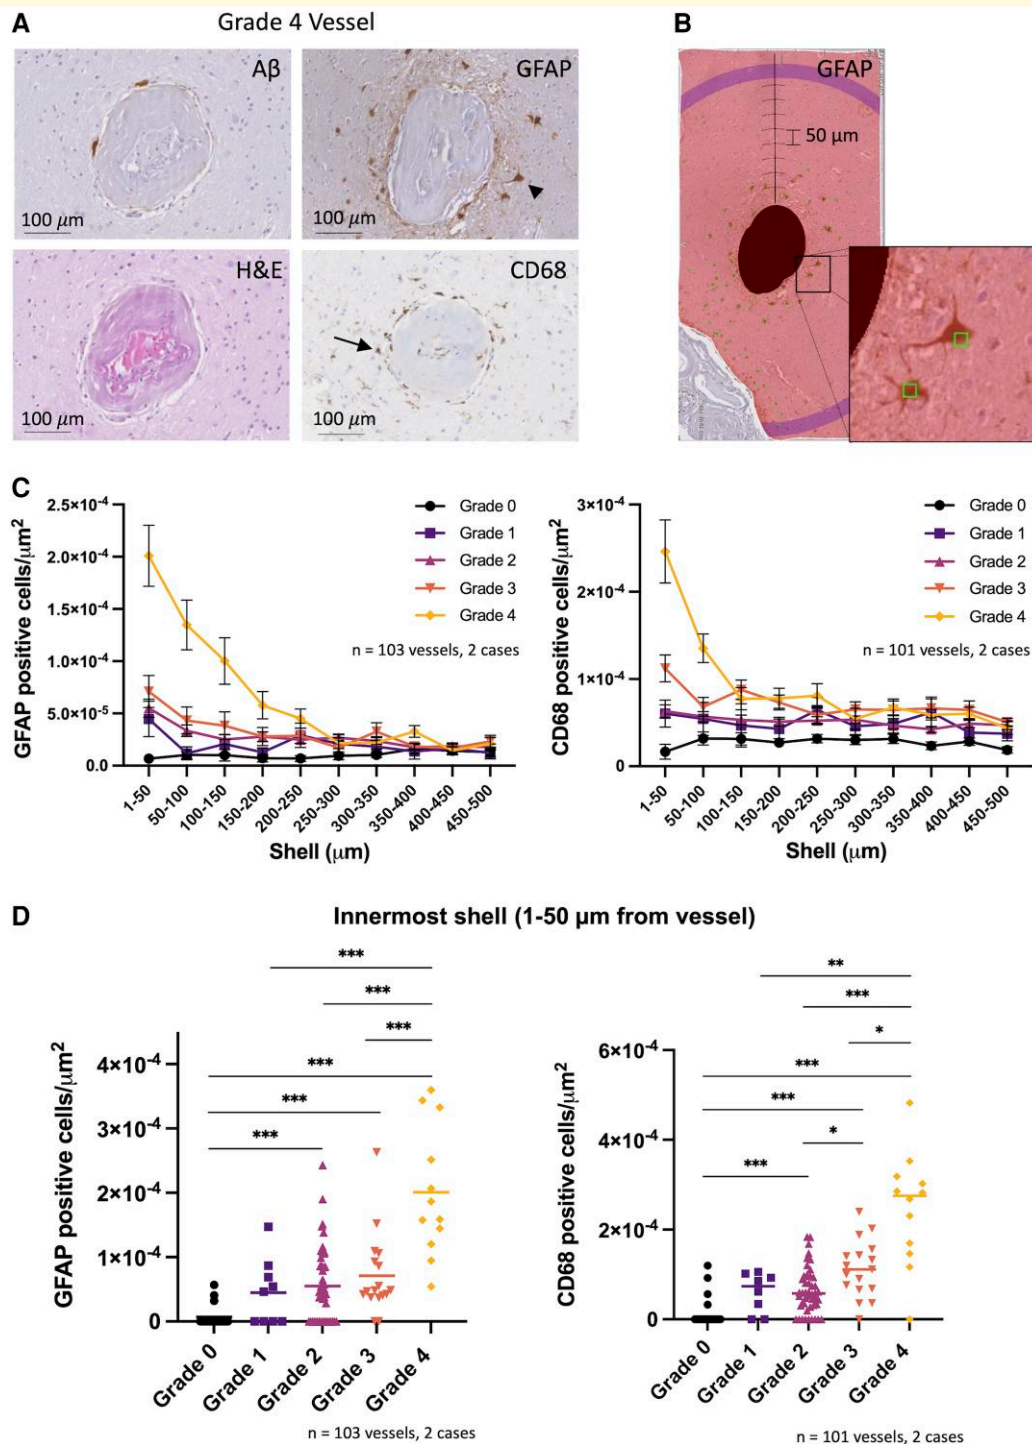 A
Grade 4 Vessel
Aβ
100 μm
GFAP
100 μm
H&E
100 μm
CD68
100 μm
B
GFAP
50 μm
C
GFAP positive cells/μm²
2.5×10⁻⁴
2.0×10⁻⁴
1.5×10⁻⁴
1.0×10⁻⁴
5.0×10⁻⁵
0.0
Grade 0
Grade 1
Grade 2
Grade 3
Grade 4
n = 103 vessels, 2 cases
1-50
50-100
100-150
150-200
200-250
250-300
300-350
350-400
400-450
450-500
Shell (μm)
CD68 positive cells/μm²
3×10⁻⁴
2×10⁻⁴
1×10⁻⁴
0
Grade 0
Grade 1
Grade 2
Grade 3
Grade 4
n = 101 vessels, 2 cases
1-50
50-100
100-150
150-200
200-250
250-300
300-350
350-400
400-450
450-500
Shell (μm)
D
Innermost shell (1-50 μm from vessel)
GFAP positive cells/μm²
4×10⁻⁴
3×10⁻⁴
2×10⁻⁴
1×10⁻⁴
0
***
***
***
***
***
***
Grade 0
Grade 1
Grade 2
Grade 3
Grade 4
n = 103 vessels, 2 cases
CD68 positive cells/μm²
6×10⁻⁴
4×10⁻⁴
2×10⁻⁴
0
**
***
*
***
***
*
***
Grade 0
Grade 1
Grade 2
Grade 3
Grade 4
n = 101 vessels, 2 cases